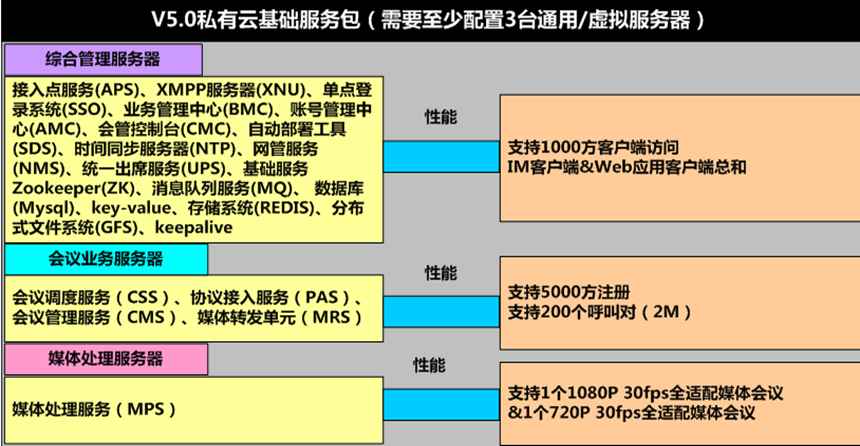 V5.0私有云基础服务包（需要至少配置3台通用/虚拟服务器）
综合管理服务器
接入点服务(APS)、XMPP服务器(XNU)、单点登
录系统(SSO)、业务管理中心(BMC)、账号管理中
心(AMC)、会管控制台(CMC)、自动部署工具
(SDS)、时间同步服务器(NTP)、网管服务
(NMS)、统一出席服务(UPS)、基础服务
Zookeeper(ZK)、消息队列服务(MQ)、 数据库
(Mysql)、key-value、存储系统(REDIS)、分布
式文件系统(GFS)、keepalive
性能
支持1000方客户端访问
IM客户端&Web应用客户端总和
会议业务服务器
会议调度服务（CSS）、协议接入服务（PAS）、
会议管理服务（CMS）、媒体转发单元（MRS）
性能
支持5000方注册
支持200个呼叫对（2M）
媒体处理服务器
媒体处理服务（MPS）
性能
支持1个1080P 30fps全适配媒体会议
&1个720P 30fps全适配媒体会议